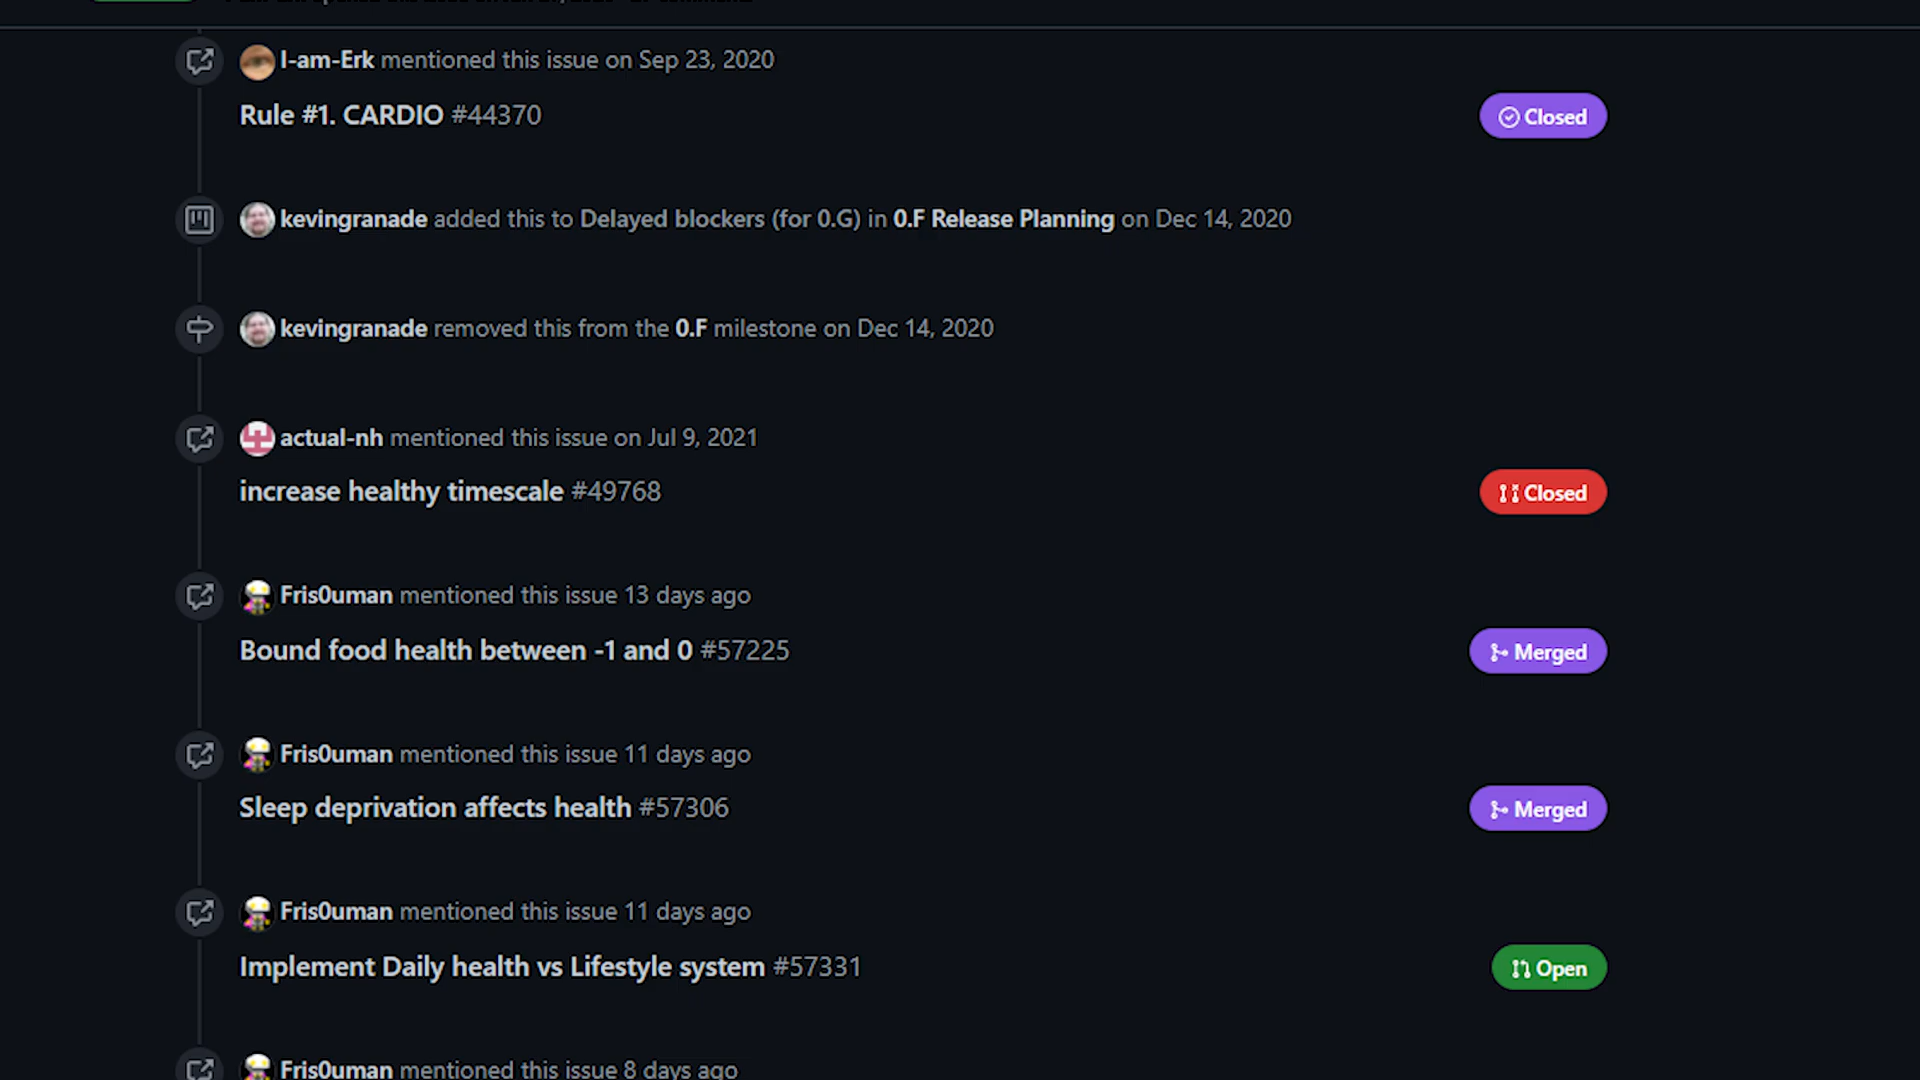 I-am-Erk mentioned this issue on Sep 23, 2020
Rule #1. CARDIO #44370
Closed
kevingranade added this to Delayed blockers (for 0.G) in 0.F Release Planning on Dec 14, 2020
kevingranade removed this from the 0.F milestone on Dec 14, 2020
actual-nh mentioned this issue on Jul 9, 2021
increase healthy timescale #49768
Closed
Fris0uman mentioned this issue 13 days ago
Bound food health between -1 and 0 #57225
Merged
Fris0uman mentioned this issue 11 days ago
Sleep deprivation affects health #57306
Merged
Fris0uman mentioned this issue 11 days ago
Implement Daily health vs Lifestyle system #57331
Open
Fris0uman mentioned this issue 8 days ago